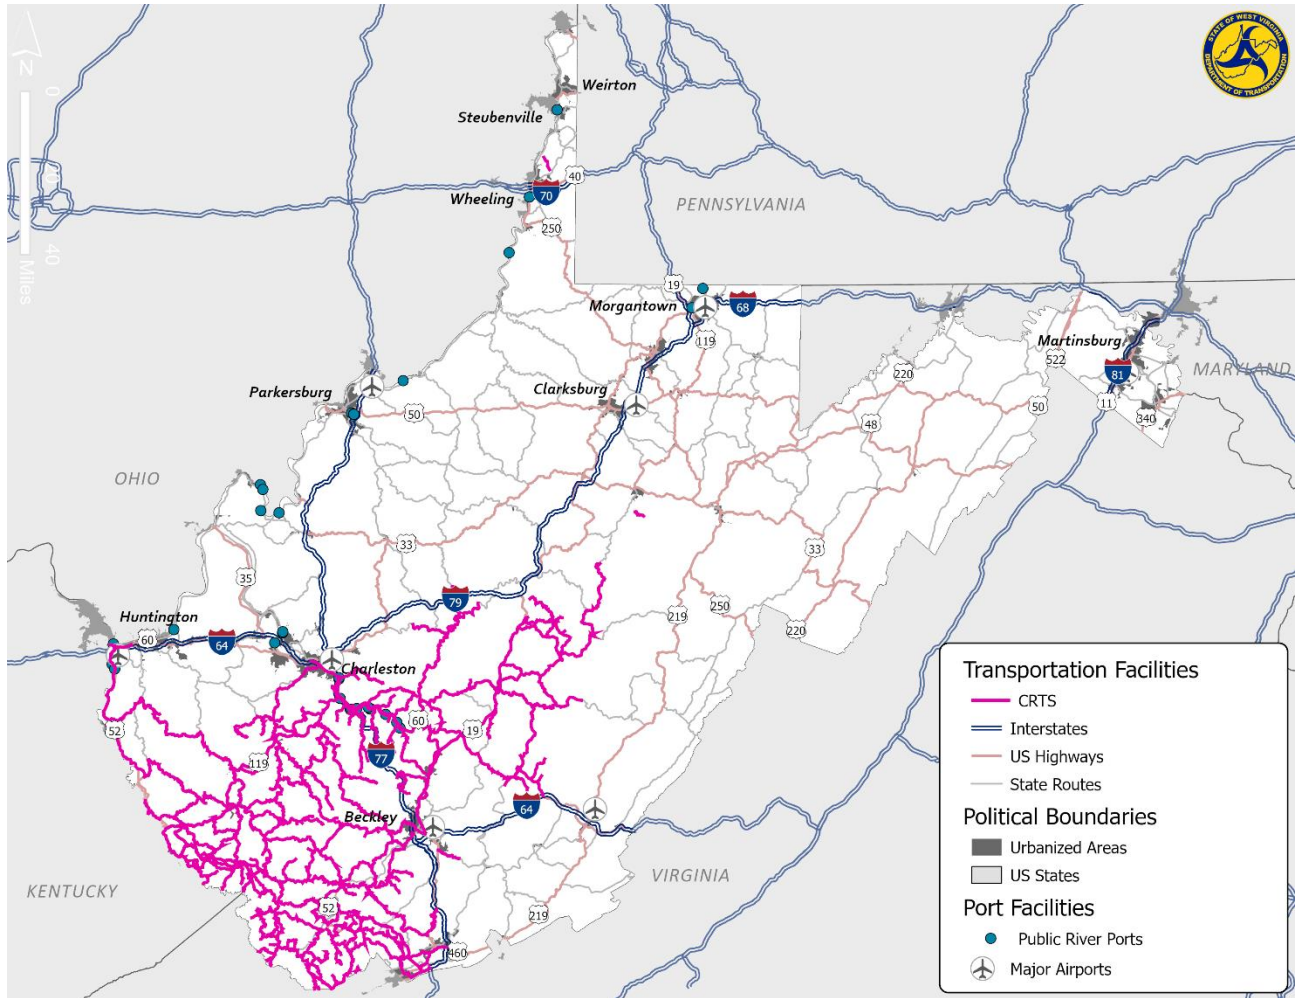 STATE OF WEST VIRGINIA
DEPARTMENT OF TRANSPORTATION
N
0
20
40
Miles
Weirton
Steubenville
40
Wheeling
70
PENNSYLVANIA
250
19
Morgantown
68
119
Martinsburg
522
MARYLAND
81
220
Parkersburg
Clarksburg
50
50
11
340
48
OHIO
33
33
35
79
Huntington
219
250
220
60
64
Charleston
60
52
19
119
77
64
Beckley
KENTUCKY
VIRGINIA
52
219
460
Transportation Facilities
CRTS
Interstates
US Highways
State Routes
Political Boundaries
Urbanized Areas
US States
Port Facilities
Public River Ports
Major Airports